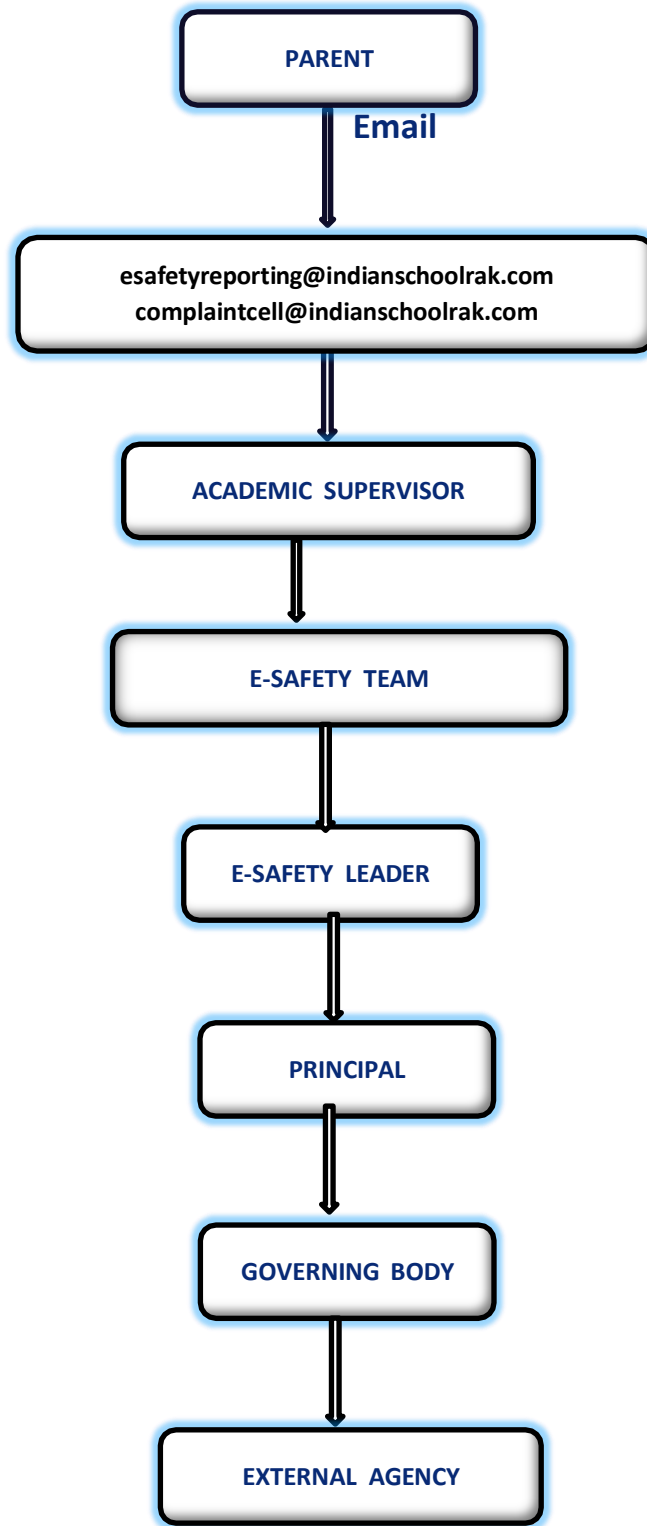 PARENT
Email
esafetyreporting@indianschoolrak.com
complaintcell@indianschoolrak.com
ACADEMIC SUPERVISOR
E-SAFETY TEAM
E-SAFETY LEADER
PRINCIPAL
GOVERNING BODY
EXTERNAL AGENCY